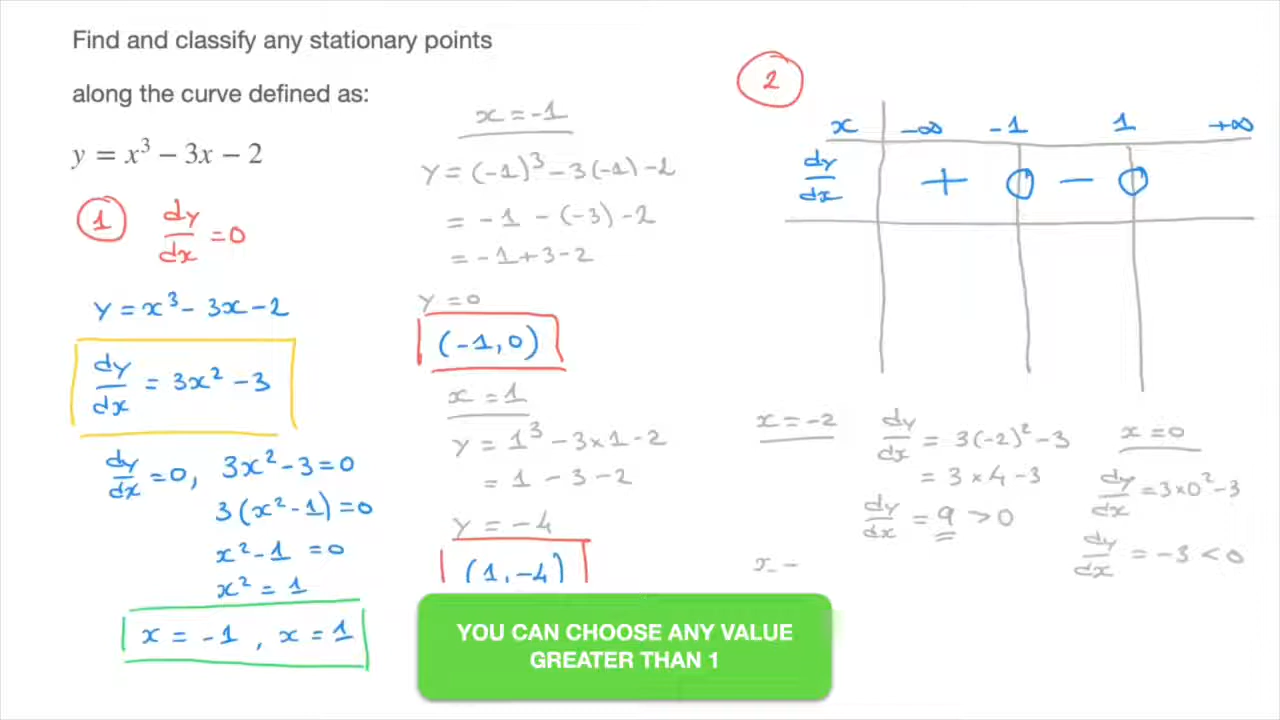 Find and classify any stationary points
along the curve defined as:
y = x³ − 3x − 2
1 dy/dx = 0
y = x³ − 3x − 2
dy/dx = 3x² − 3
dy/dx = 0, 3x² − 3 = 0
3(x² − 1) = 0
x² − 1 = 0
x² = 1
x = −1 , x = 1
x = −1
y = (−1)³ − 3(−1) − 2
= −1 − (−3) − 2
= −1 + 3 − 2
y = 0
(−1, 0)
x = 1
y = 1³ − 3 × 1 − 2
= 1 − 3 − 2
y = −4
(1, −4)
2
x −∞ −1 1 +∞
dy/dx + 0 − 0
x = −2
dy/dx = 3(−2)² − 3
= 3 × 4 − 3
dy/dx = 9 > 0
x = 0
dy/dx = 3 × 0² − 3
dy/dx = −3 < 0
x =
YOU CAN CHOOSE ANY VALUE
GREATER THAN 1